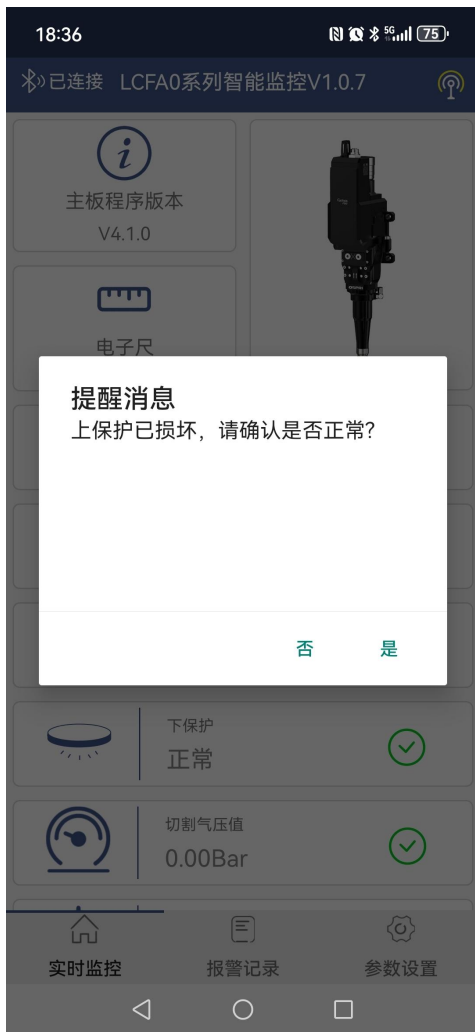 18:36
5G 75
已连接 LCFA0系列智能监控V1.0.7
主板程序版本
V4.1.0
电子尺
提醒消息
上保护已损坏，请确认是否正常?
否 是
下保护
正常
切割气压值
0.00Bar
实时监控 报警记录 参数设置